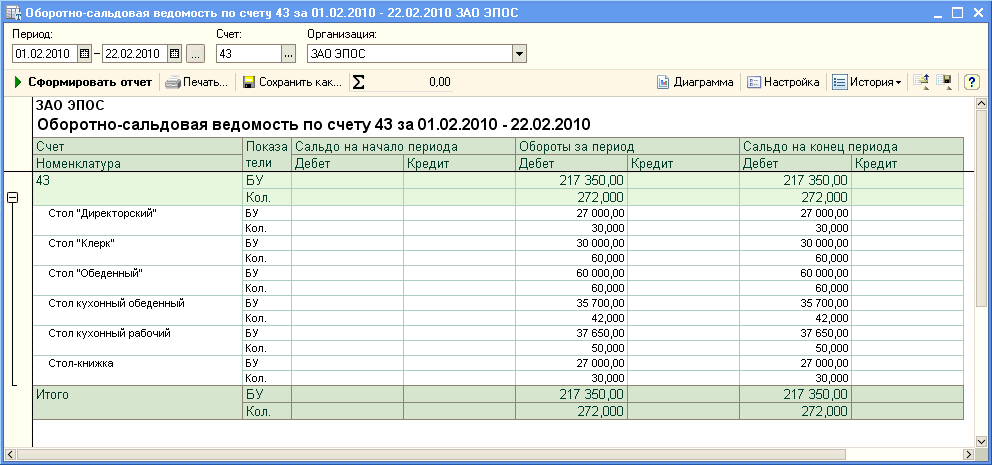 Оборотно-сальдовая ведомость по счету 43 за 01.02.2010 - 22.02.2010 ЗАО ЭПОС
Период: Счет: Организация:
01.02.2010 – 22.02.2010 ... 43 ... ЗАО ЭПОС
Сформировать отчет Печать... Сохранить как... Σ 0,00 Диаграмма Настройка История ?
ЗАО ЭПОС
Оборотно-сальдовая ведомость по счету 43 за 01.02.2010 - 22.02.2010
Счет Показа Сальдо на начало периода Обороты за период Сальдо на конец периода
Номенклатура тели Дебет Кредит Дебет Кредит Дебет Кредит
43 БУ 217 350,00 217 350,00
Кол. 272,000 272,000
Стол "Директорский" БУ 27 000,00 27 000,00
Кол. 30,000 30,000
Стол "Клерк" БУ 30 000,00 30 000,00
Кол. 60,000 60,000
Стол "Обеденный" БУ 60 000,00 60 000,00
Кол. 60,000 60,000
Стол кухонный обеденный БУ 35 700,00 35 700,00
Кол. 42,000 42,000
Стол кухонный рабочий БУ 37 650,00 37 650,00
Кол. 50,000 50,000
Стол-книжка БУ 27 000,00 27 000,00
Кол. 30,000 30,000
Итого БУ 217 350,00 217 350,00
Кол. 272,000 272,000